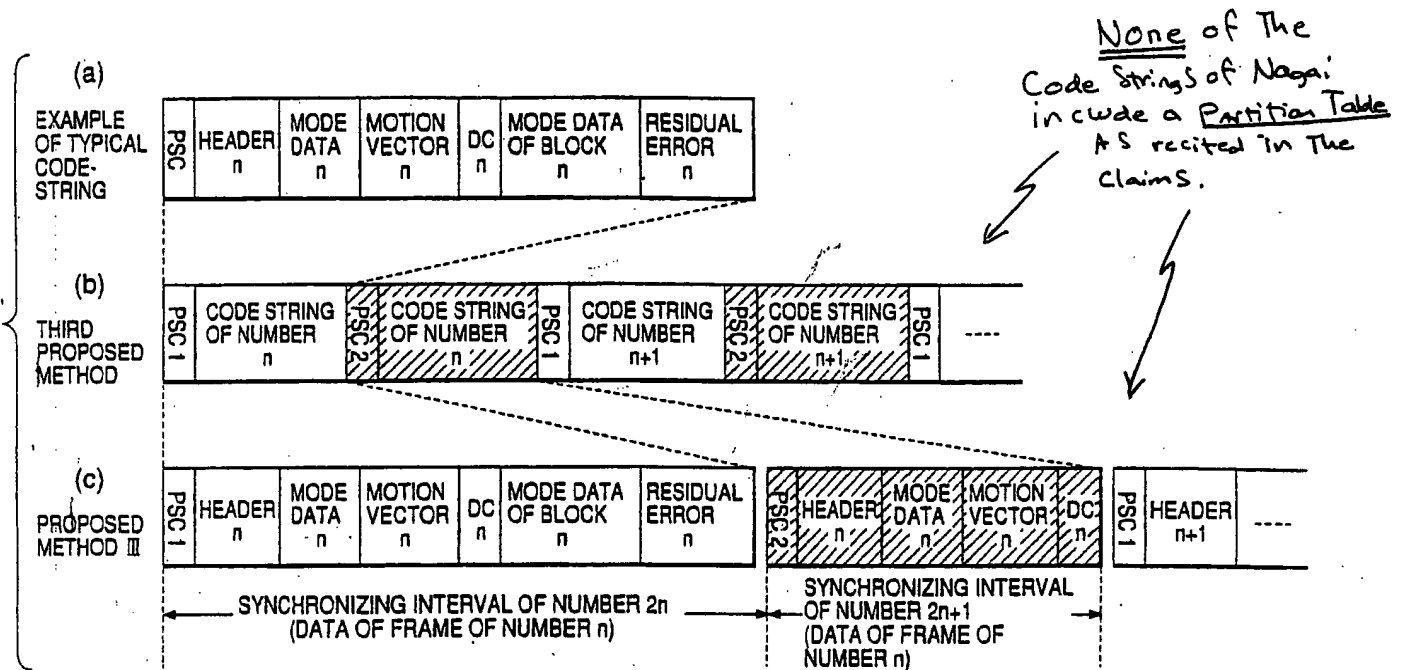 None of The
Code Strings of Nagai
include a Partition Table
As recited in The
Claims.
(a)
EXAMPLE
OF TYPICAL
CODE-
STRING
PSC
HEADER
n
MODE
DATA
n
MOTION
VECTOR
n
DC
n
MODE DATA
OF BLOCK
n
RESIDUAL
ERROR
n
(b)
THIRD
PROPOSED
METHOD
PSC 1
CODE STRING
OF NUMBER
n
PSC 2
CODE STRING
OF NUMBER
n
PSC 1
CODE STRING
OF NUMBER
n+1
PSC 2
CODE STRING
OF NUMBER
n+1
PSC 1
(c)
PROPOSED
METHOD III
PSC 1
HEADER
n
MODE
DATA
n
MOTION
VECTOR
n
DC
n
MODE DATA
OF BLOCK
n
RESIDUAL
ERROR
n
PSC 2
HEADER
n
MODE
DATA
n
MOTION
VECTOR
n
DC
n
PSC 1
HEADER
n+1
SYNCHRONIZING INTERVAL OF NUMBER 2n
(DATA OF FRAME OF NUMBER n)
SYNCHRONIZING INTERVAL
OF NUMBER 2n+1
(DATA OF FRAME OF
NUMBER n)